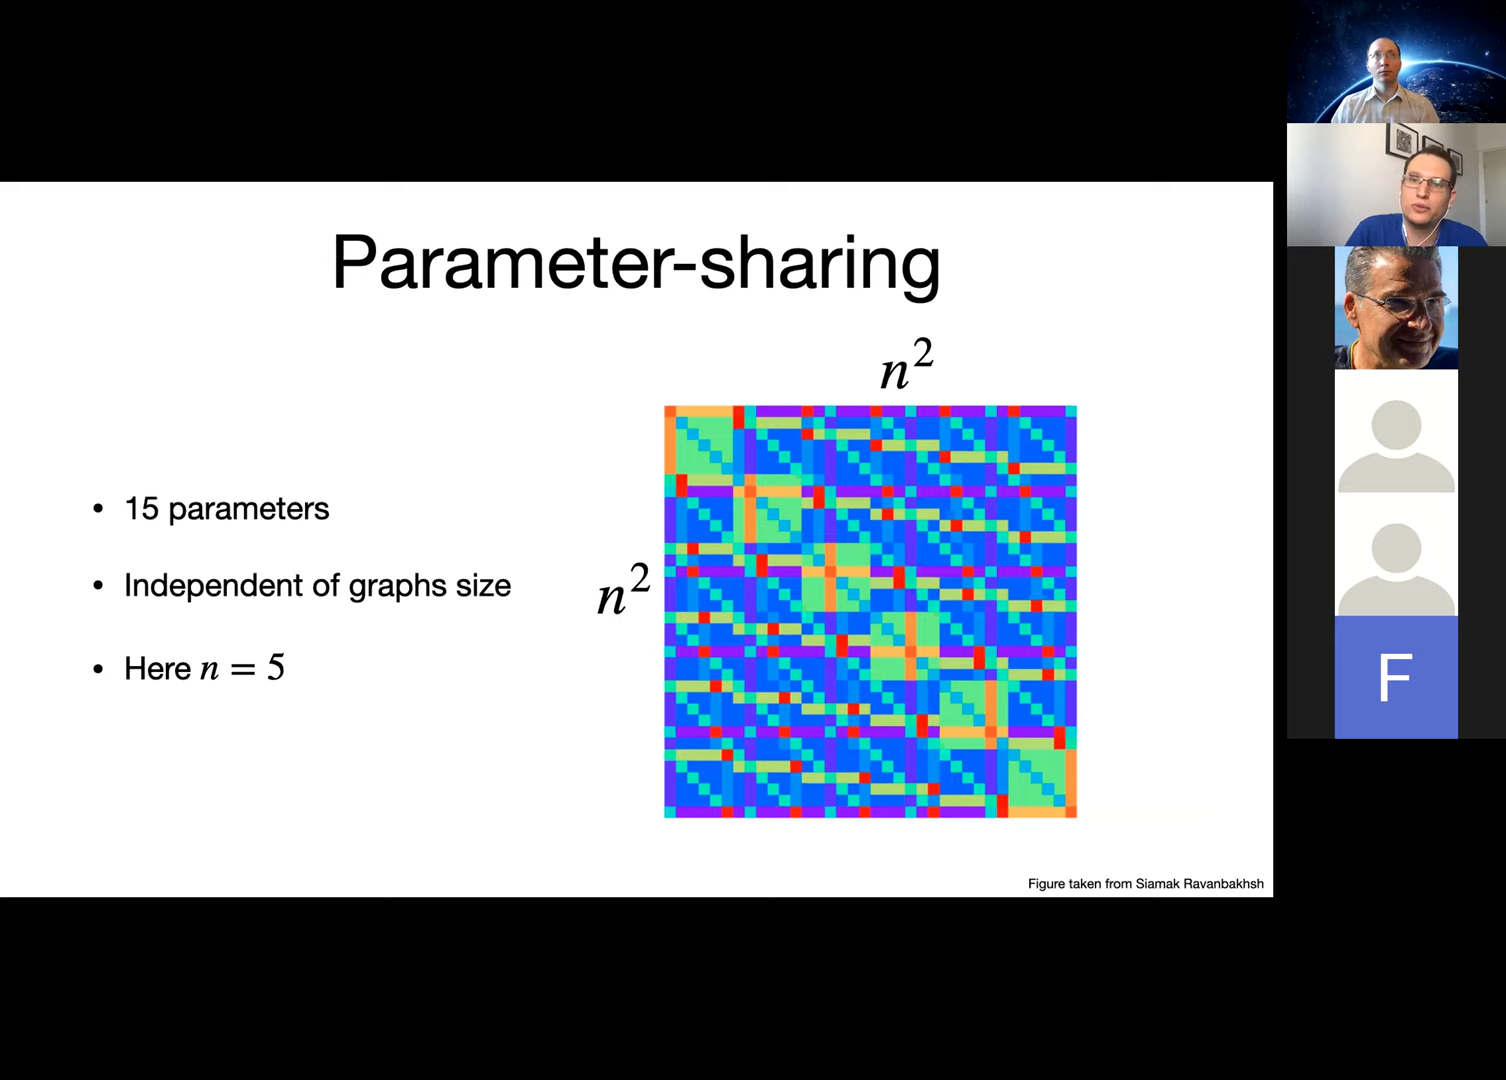 Parameter-sharing
n²
• 15 parameters
• Independent of graphs size
n²
• Here n = 5
Figure taken from Siamak Ravanbakhsh
F